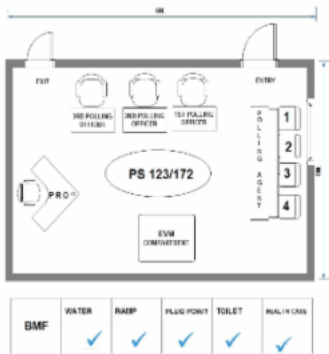 EXIT
ENTRY
3RD POLLING
OFFICER
2ND POLLING
OFFICER
1ST POLLING
OFFICER
POLLING AGENT
1
2
3
4
PS 123/172
PRO
EVM
COMPARTMENT
BMF
WATER
RAMP
PLUG POINT
TOILET
HEALTH CARE